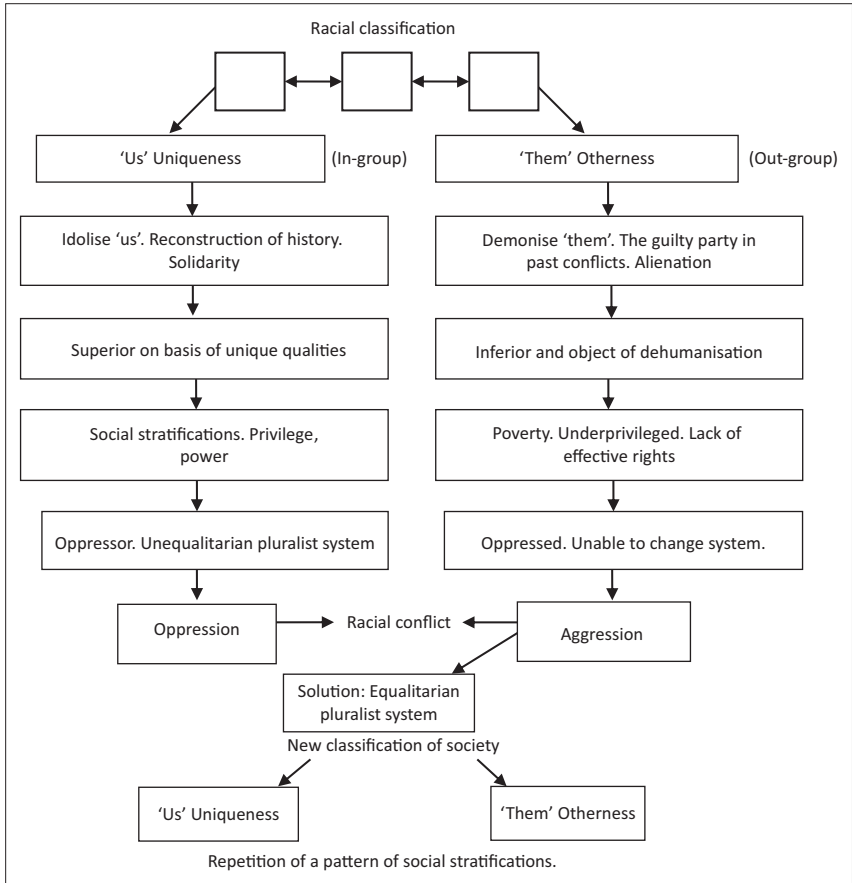 Racial classification
'Us' Uniqueness
(In-group)
'Them' Otherness
(Out-group)
Idolise 'us'. Reconstruction of history.
Solidarity
Demonise 'them'. The guilty party in
past conflicts. Alienation
Superior on basis of unique qualities
Inferior and object of dehumanisation
Social stratifications. Privilege,
power
Poverty. Underprivileged. Lack of
effective rights
Oppressor. Unequalitarian pluralist system
Oppressed. Unable to change system.
Oppression
Racial conflict
Aggression
Solution: Equalitarian
pluralist system
New classification of society
'Us' Uniqueness
'Them' Otherness
Repetition of a pattern of social stratifications.